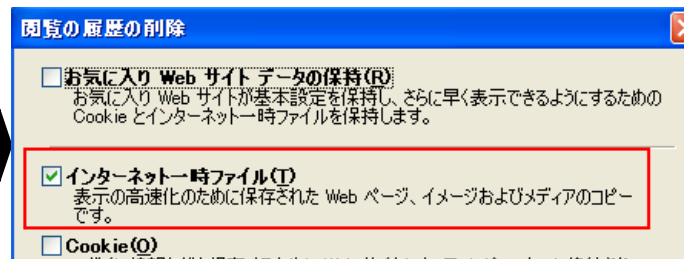 閲覧の履歴の削除
お気に入り Web サイト データの保持(R)
お気に入り Web サイトが基本設定を保持し、さらに早く表示できるようにするための
Cookie とインターネット一時ファイルを保持します。
インターネット一時ファイル(T)
表示の高速化のために保存された Web ページ、イメージおよびメディアのコピー
です。
Cookie(O)